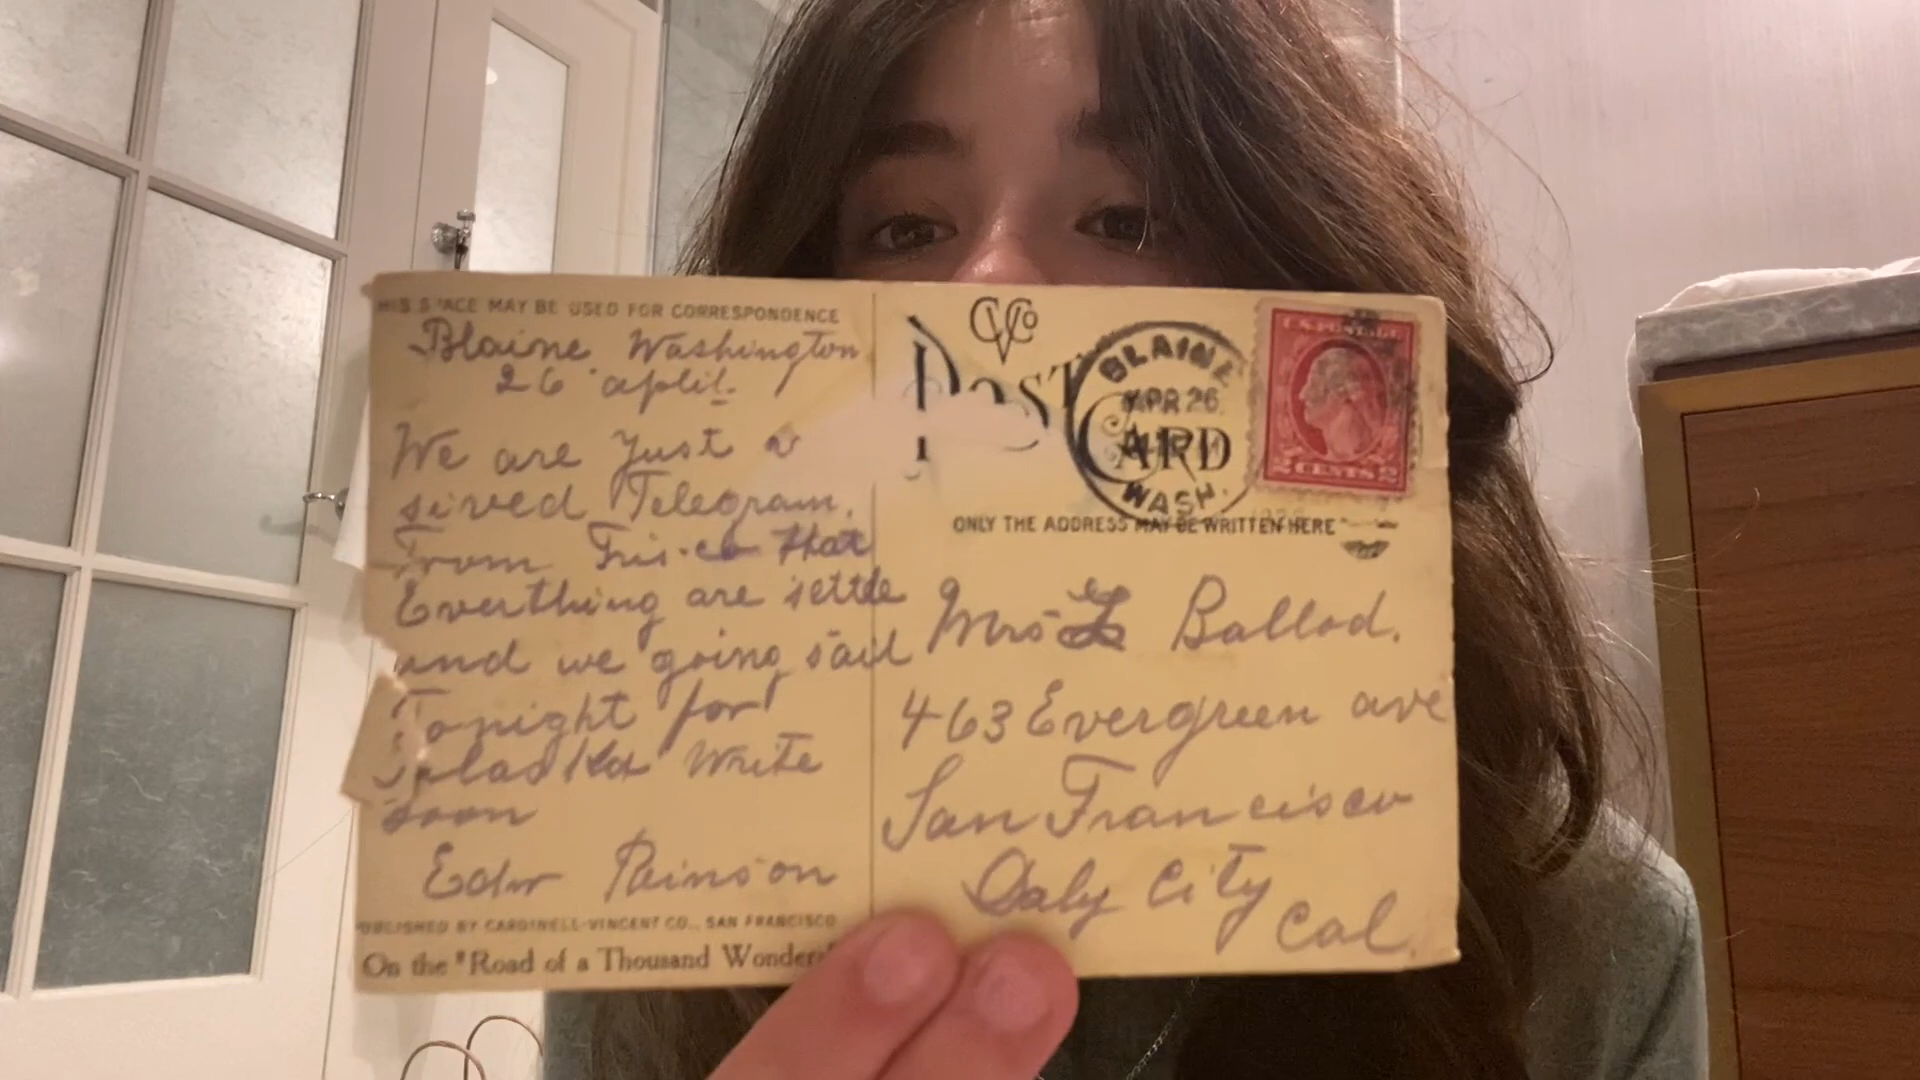 THIS SPACE MAY BE USED FOR CORRESPONDENCE
Blaine Washington
26 april.
We are Just
sived Telegram.
From Fris-co that
Everthing are settle
and we going sail
Tonight for
Write
soon
Edw
PUBLISHED BY CARDINELL-VINCENT CO., SAN FRANCISCO
On the "Road of a Thousand Wonders"
CVCo
POST CARD
BLAINE
APR 26
WASH.
U.S. POSTAGE
2 CENTS 2
ONLY THE ADDRESS MAY BE WRITTEN HERE
Mrs Ballod.
463 Evergreen ave
San Francisco
Daly City
Cal.